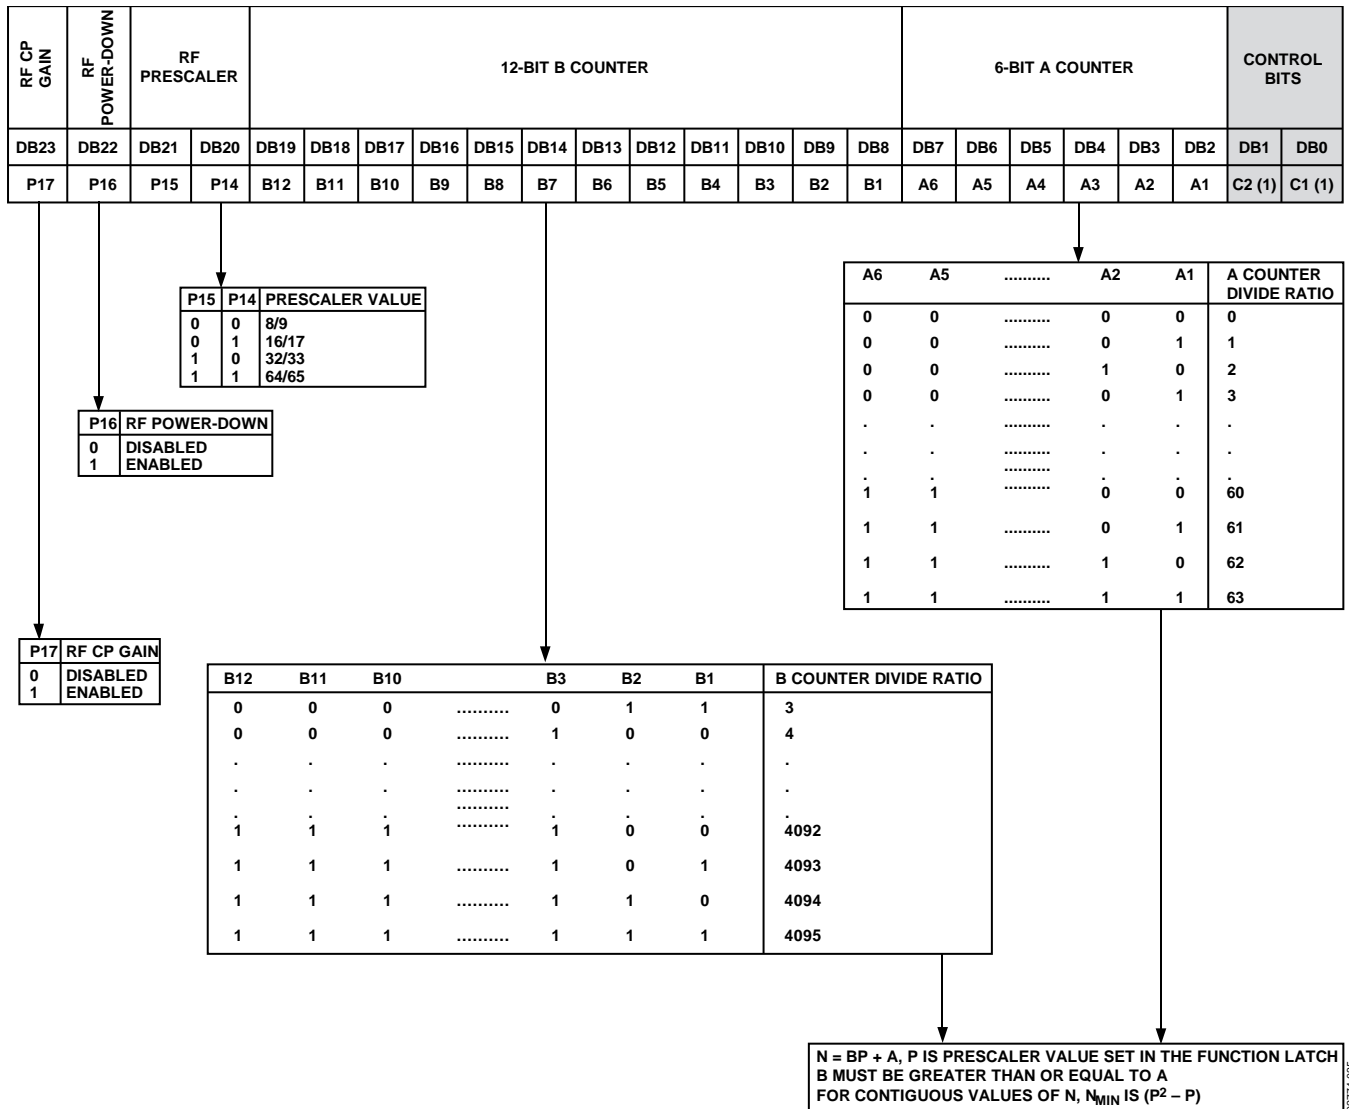 RF CP GAIN
RF POWER-DOWN
RF PRESCALER
12-BIT B COUNTER
6-BIT A COUNTER
CONTROL BITS
DB23 DB22 DB21 DB20 DB19 DB18 DB17 DB16 DB15 DB14 DB13 DB12 DB11 DB10 DB9 DB8 DB7 DB6 DB5 DB4 DB3 DB2 DB1 DB0
P17 P16 P15 P14 B12 B11 B10 B9 B8 B7 B6 B5 B4 B3 B2 B1 A6 A5 A4 A3 A2 A1 C2 (1) C1 (1)
P15 P14 PRESCALER VALUE
0 0 8/9
0 1 16/17
1 0 32/33
1 1 64/65
P16 RF POWER-DOWN
0 DISABLED
1 ENABLED
P17 RF CP GAIN
0 DISABLED
1 ENABLED
A6 A5 .......... A2 A1 A COUNTER DIVIDE RATIO
0 0 .......... 0 0 0
0 0 .......... 0 1 1
0 0 .......... 1 0 2
0 0 .......... 0 1 3
. . .......... . . .
. . .......... . . .
. . .......... . . .
1 1 .......... 0 0 60
1 1 .......... 0 1 61
1 1 .......... 1 0 62
1 1 .......... 1 1 63
B12 B11 B10 B3 B2 B1 B COUNTER DIVIDE RATIO
0 0 0 .......... 0 1 1 3
0 0 0 .......... 1 0 0 4
. . . .......... . . . .
. . . .......... . . . .
. . . .......... . . . .
1 1 1 .......... 1 0 0 4092
1 1 1 .......... 1 0 1 4093
1 1 1 .......... 1 1 0 4094
1 1 1 .......... 1 1 1 4095
N = BP + A, P IS PRESCALER VALUE SET IN THE FUNCTION LATCH
B MUST BE GREATER THAN OR EQUAL TO A
FOR CONTIGUOUS VALUES OF N, N_MIN IS (P² – P)